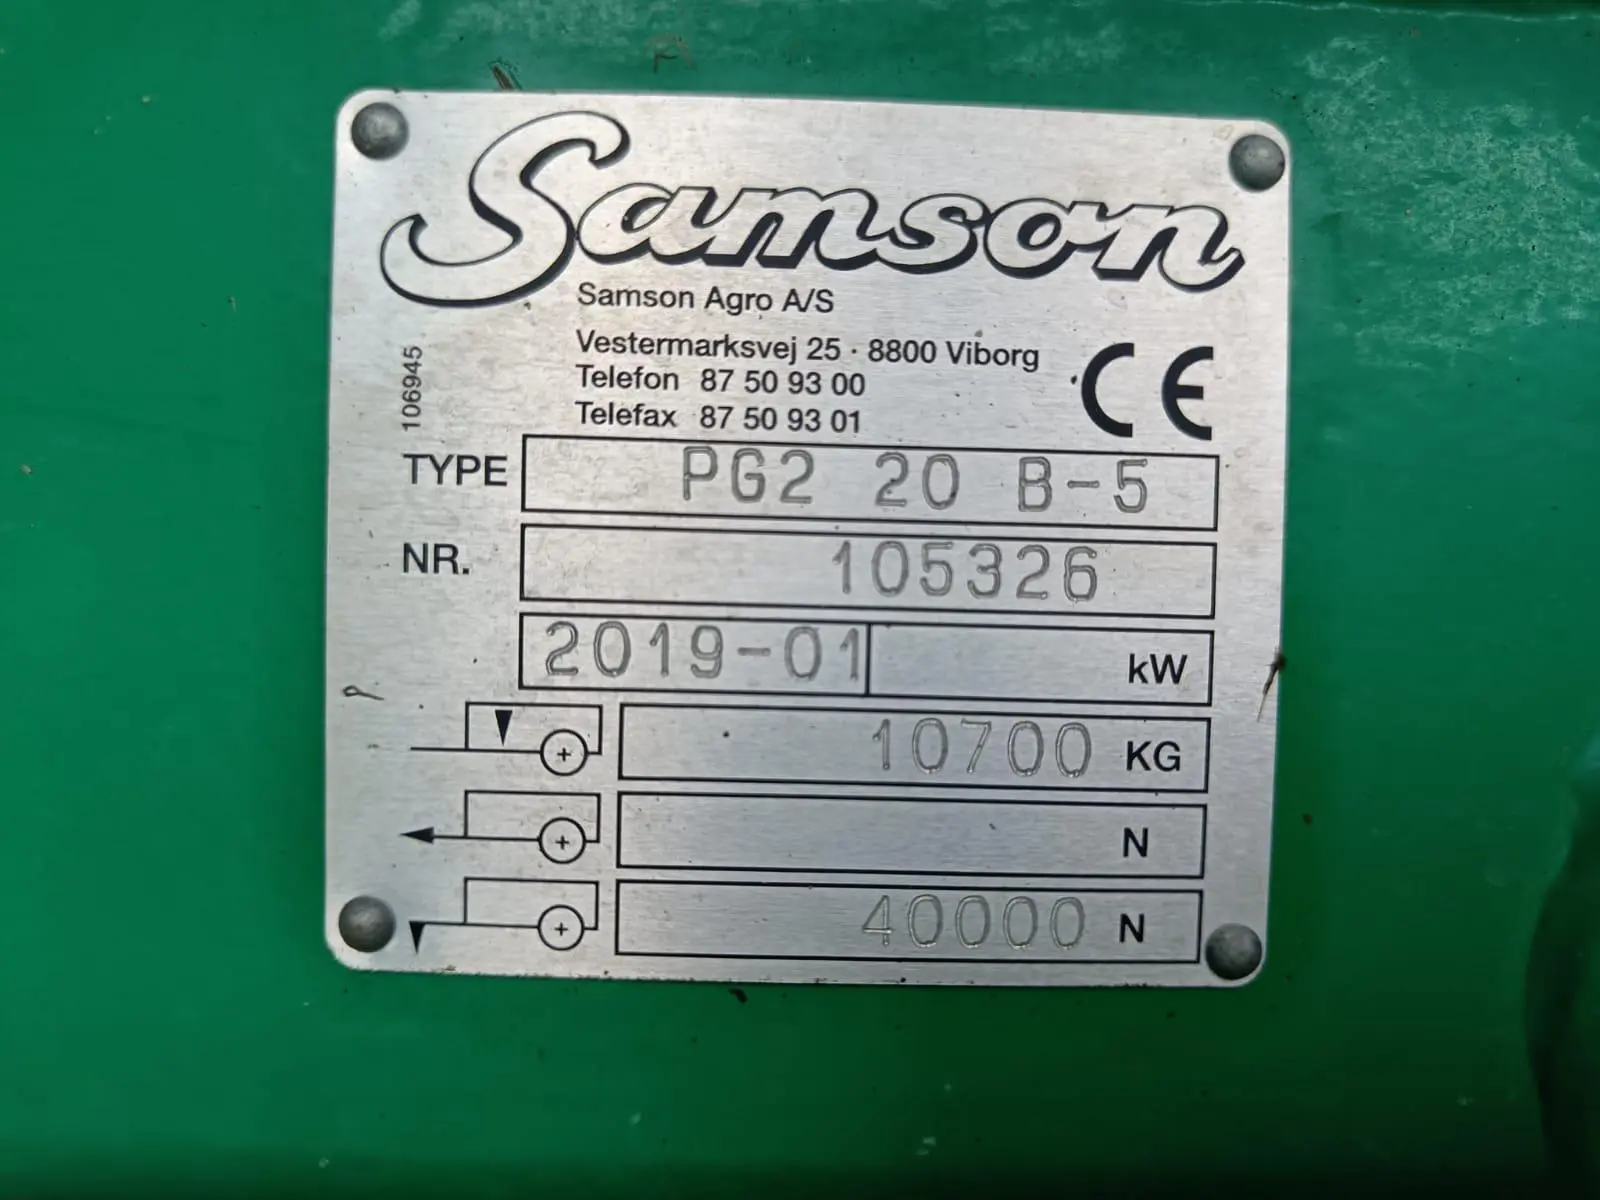 Samson
Samson Agro A/S
Vestermarksvej 25 · 8800 Viborg
Telefon 87 50 93 00
Telefax 87 50 93 01
CE
106945
TYPE PG2 20 B-5
NR. 105326
2019-01 kW
10700 KG
N
40000 N